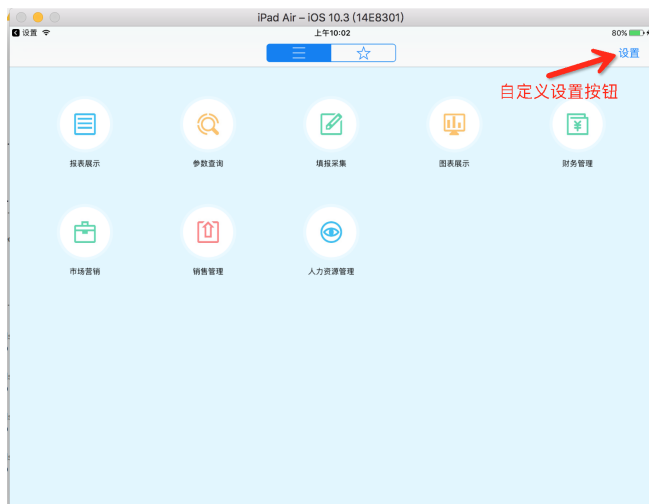 iPad Air – iOS 10.3 (14E8301)
设置 上午10:02 80%
设置
自定义设置按钮
报表展示 参数查询 填报采集 图表展示 财务管理
市场营销 销售管理 人力资源管理